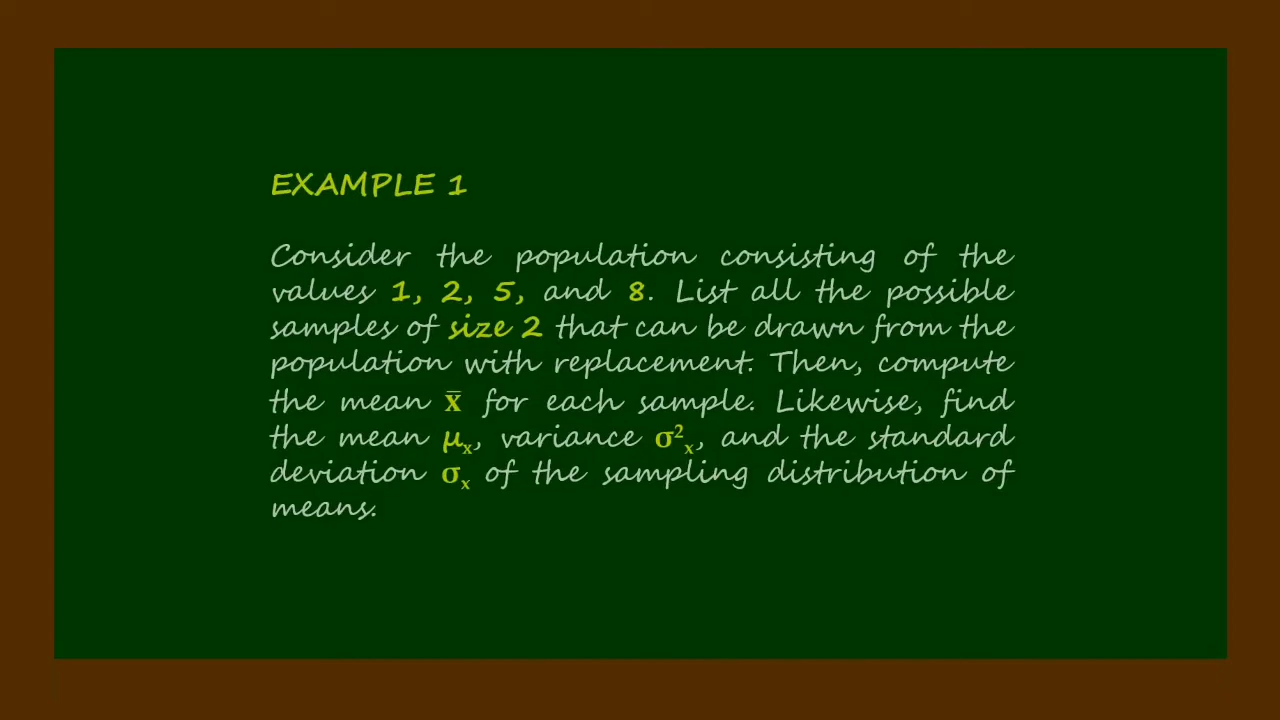 EXAMPLE 1
Consider the population consisting of the
values 1, 2, 5, and 8. List all the possible
samples of size 2 that can be drawn from the
population with replacement. Then, compute
the mean x̅ for each sample. Likewise, find
the mean μₓ, variance σ²ₓ, and the standard
deviation σₓ of the sampling distribution of
means.